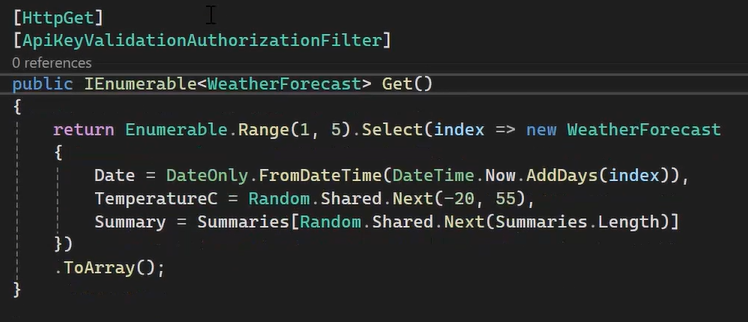 [HttpGet]
[ApiKeyValidationAuthorizationFilter]
0 references
public IEnumerable<WeatherForecast> Get()
{
    return Enumerable.Range(1, 5).Select(index => new WeatherForecast
    {
        Date = DateOnly.FromDateTime(DateTime.Now.AddDays(index)),
        TemperatureC = Random.Shared.Next(-20, 55),
        Summary = Summaries[Random.Shared.Next(Summaries.Length)]
    })
    .ToArray();
}